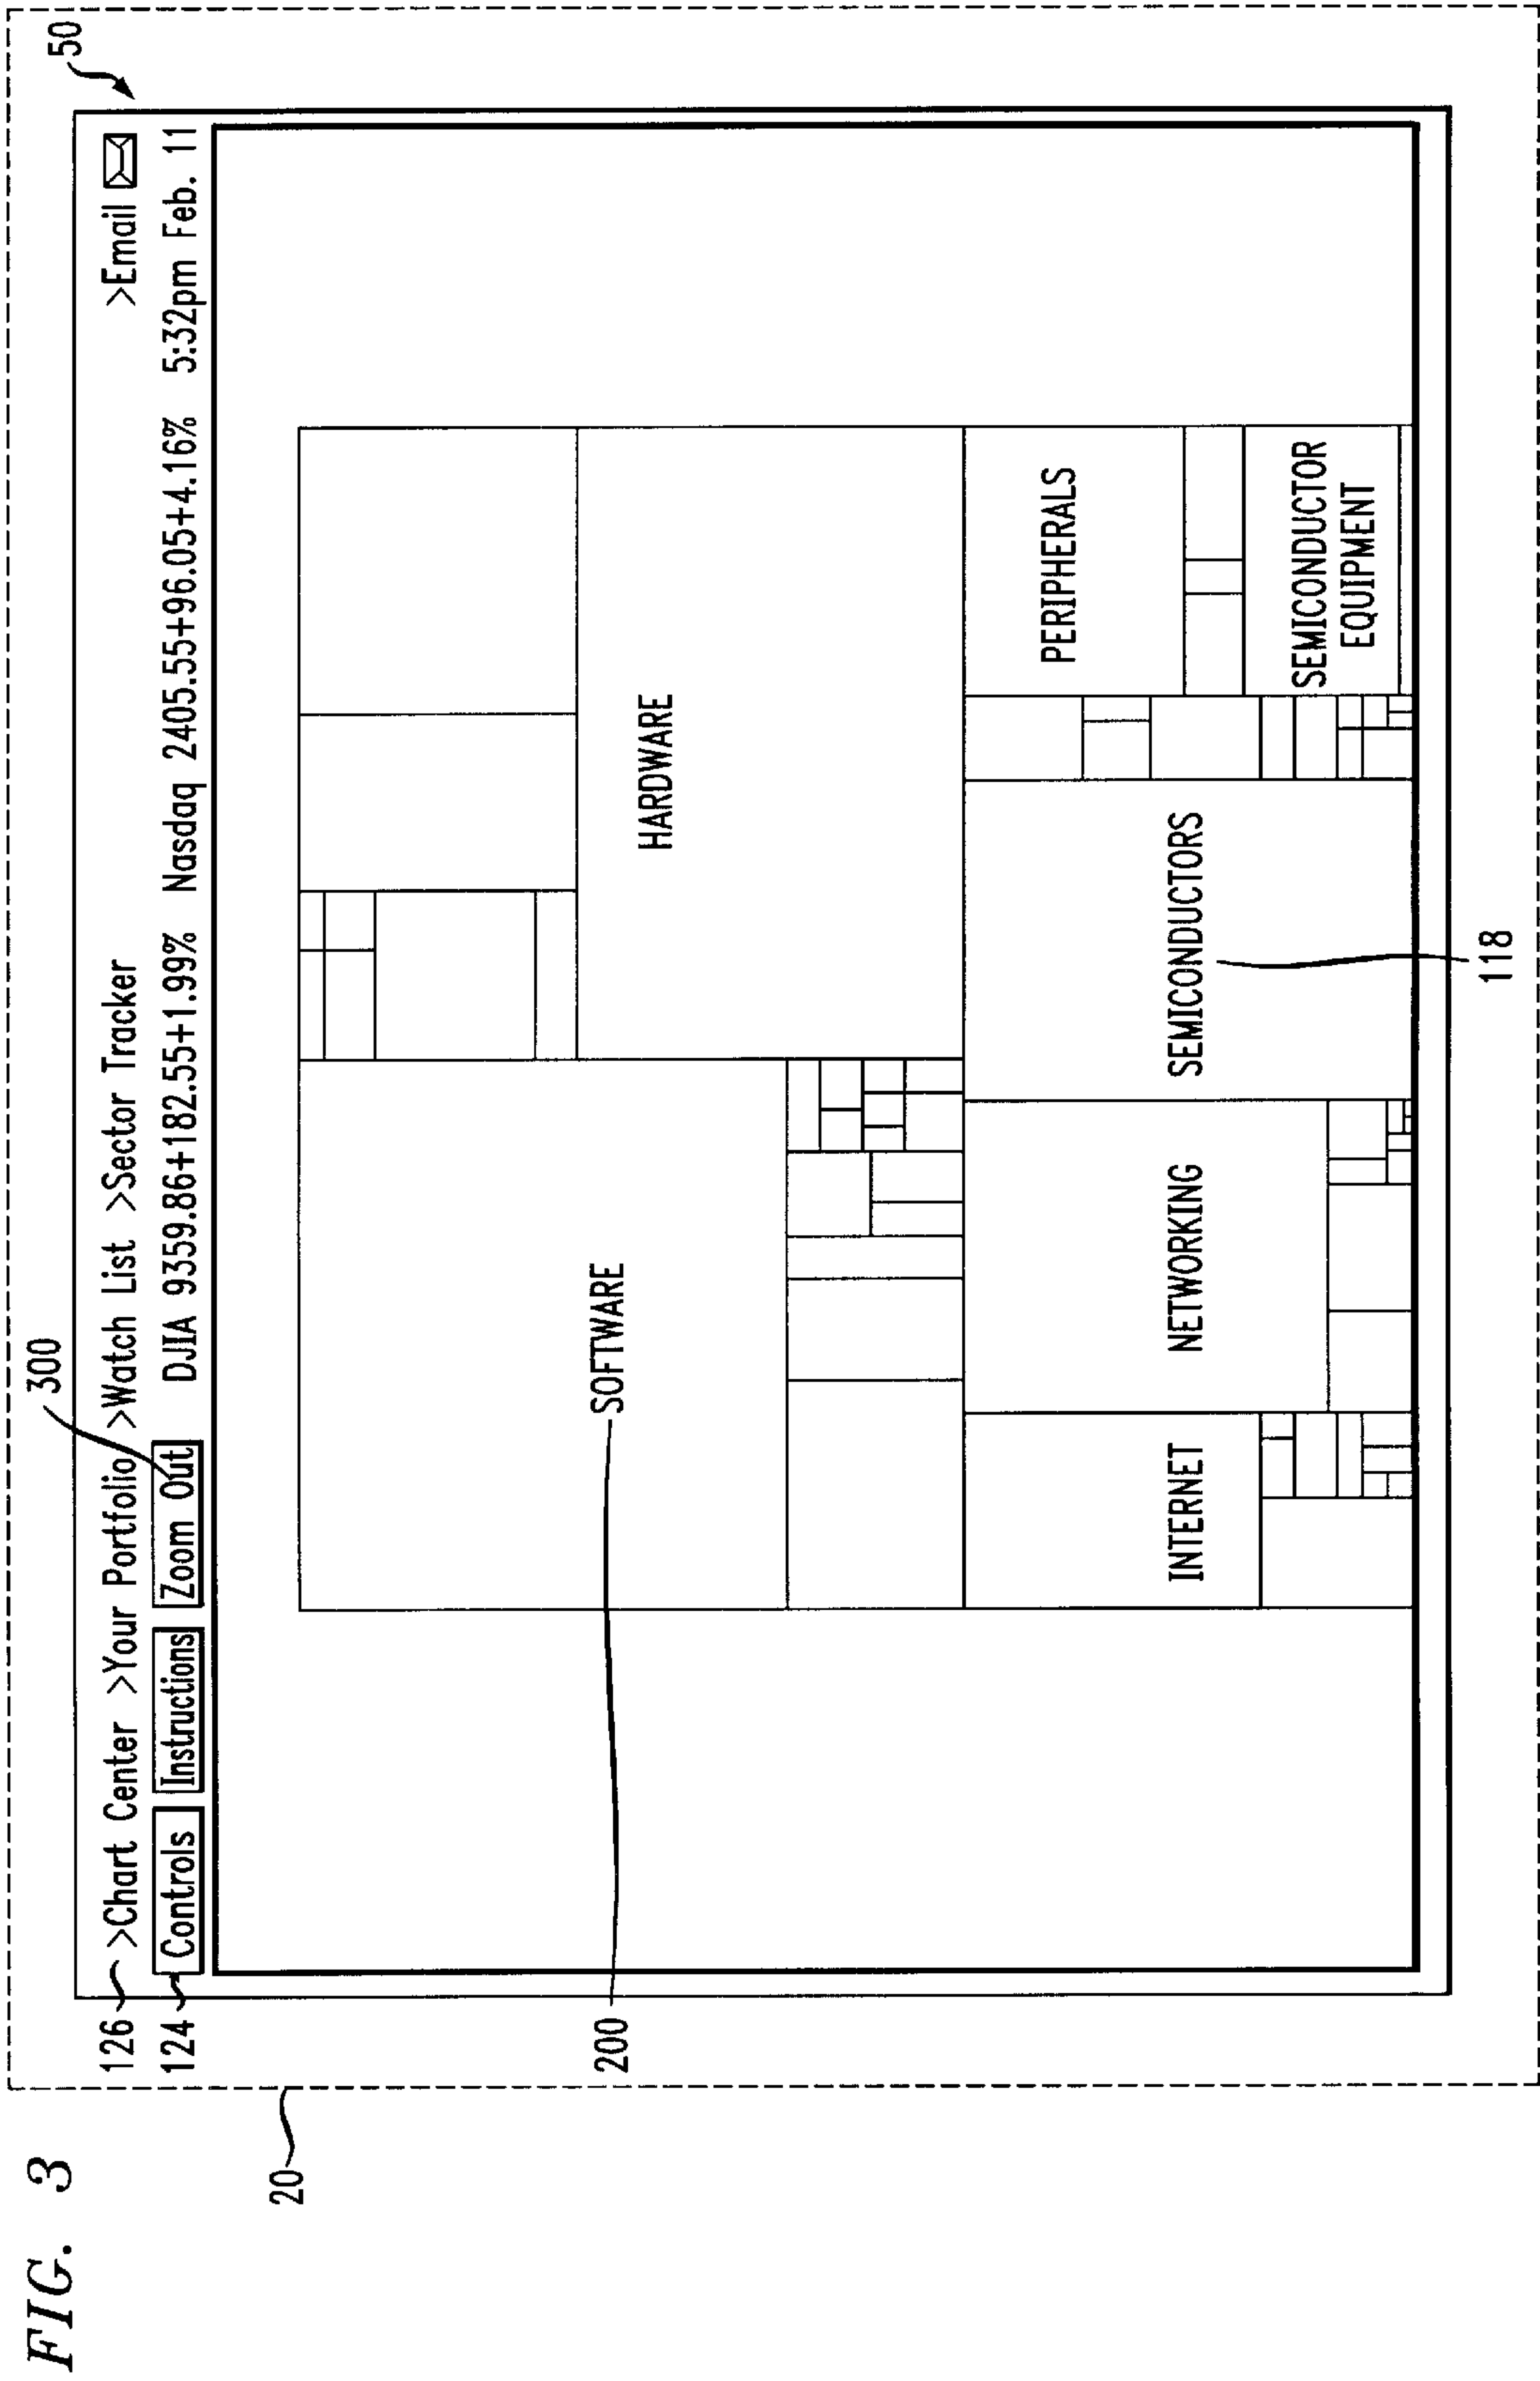 FIG. 3
20
50
300
126 >Chart Center >Your Portfolio >Watch List >Sector Tracker >Email
124 Controls Instructions Zoom Out DJIA 9359.86+182.55+1.99% Nasdaq 2405.55+96.05+4.16% 5:32pm Feb. 11
200
SOFTWARE
HARDWARE
INTERNET
NETWORKING
SEMICONDUCTORS
PERIPHERALS
SEMICONDUCTOR
EQUIPMENT
118